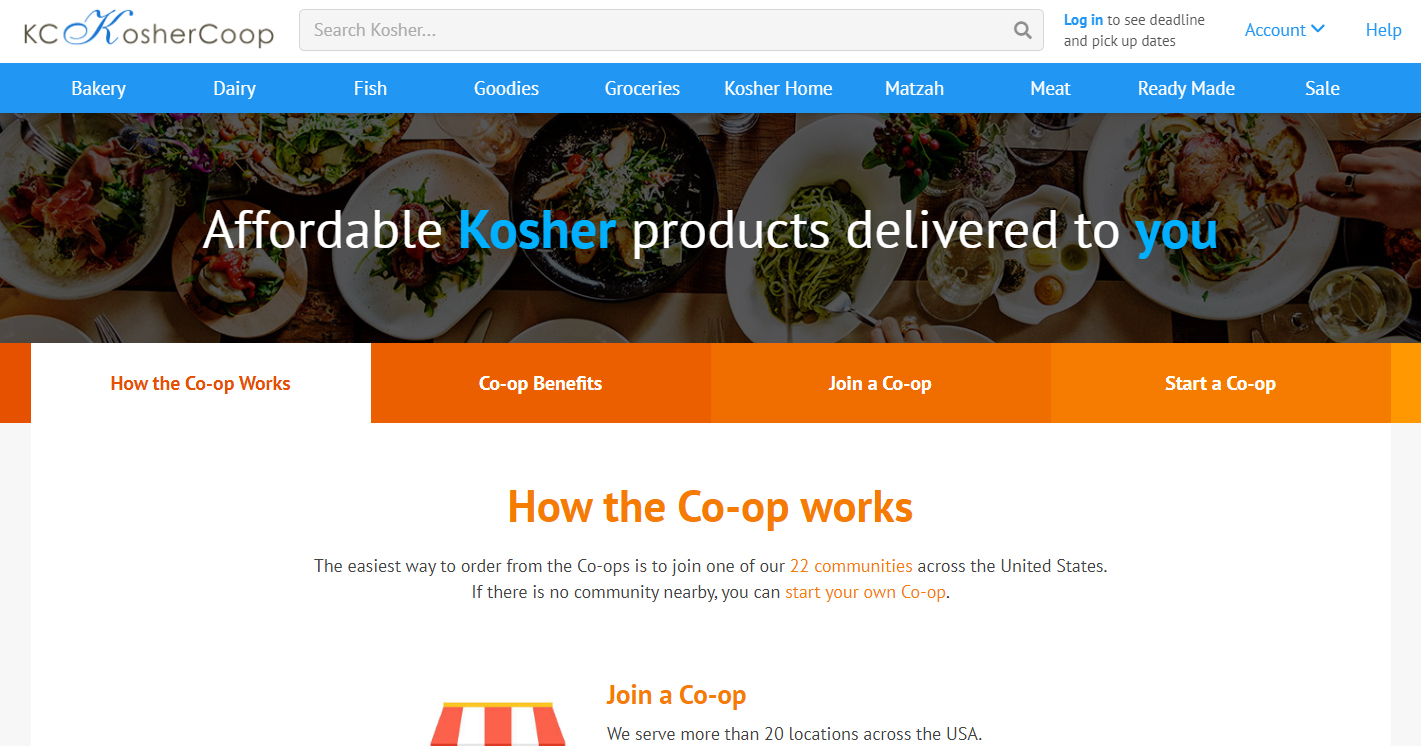 KC KosherCoop
Search Kosher...
Log in to see deadline
and pick up dates
Account
Help
Bakery
Dairy
Fish
Goodies
Groceries
Kosher Home
Matzah
Meat
Ready Made
Sale
Affordable Kosher products delivered to you
How the Co-op Works
Co-op Benefits
Join a Co-op
Start a Co-op
How the Co-op works
The easiest way to order from the Co-ops is to join one of our 22 communities across the United States.
If there is no community nearby, you can start your own Co-op.
Join a Co-op
We serve more than 20 locations across the USA.